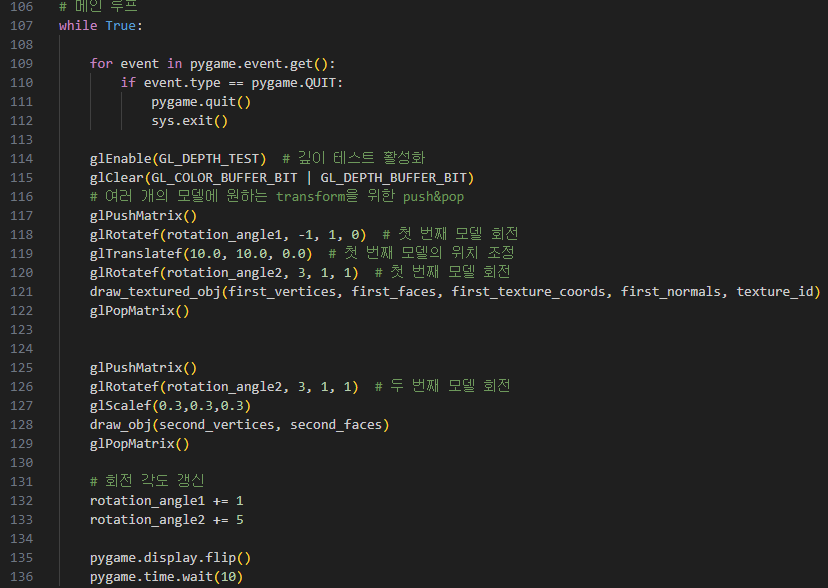 106 # 메인 루프
107 while True:
108
109 for event in pygame.event.get():
110 if event.type == pygame.QUIT:
111 pygame.quit()
112 sys.exit()
113
114 glEnable(GL_DEPTH_TEST)  # 깊이 테스트 활성화
115 glClear(GL_COLOR_BUFFER_BIT | GL_DEPTH_BUFFER_BIT)
116 # 여러 개의 모델에 원하는 transform을 위한 push&pop
117 glPushMatrix()
118 glRotatef(rotation_angle1, -1, 1, 0)  # 첫 번째 모델 회전
119 glTranslatef(10.0, 10.0, 0.0)  # 첫 번째 모델의 위치 조정
120 glRotatef(rotation_angle2, 3, 1, 1)  # 첫 번째 모델 회전
121 draw_textured_obj(first_vertices, first_faces, first_texture_coords, first_normals, texture_id)
122 glPopMatrix()
123
124
125 glPushMatrix()
126 glRotatef(rotation_angle2, 3, 1, 1)  # 두 번째 모델 회전
127 glScalef(0.3,0.3,0.3)
128 draw_obj(second_vertices, second_faces)
129 glPopMatrix()
130
131 # 회전 각도 갱신
132 rotation_angle1 += 1
133 rotation_angle2 += 5
134
135 pygame.display.flip()
136 pygame.time.wait(10)